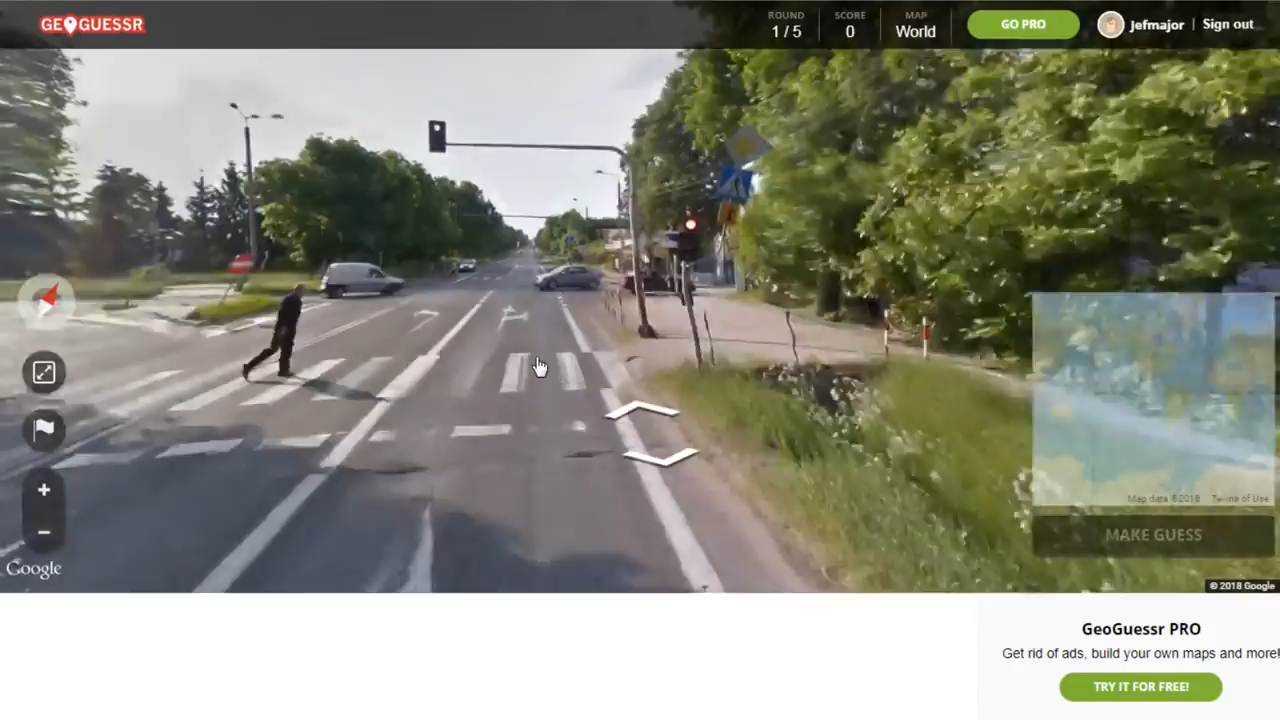 GEOGUESSR
ROUND
1 / 5
SCORE
0
MAP
World
GO PRO
Jefmajor | Sign out
Map data ©2018 Terms of Use
MAKE GUESS
Google
© 2018 Google
GeoGuessr PRO
Get rid of ads, build your own maps and more!
TRY IT FOR FREE!